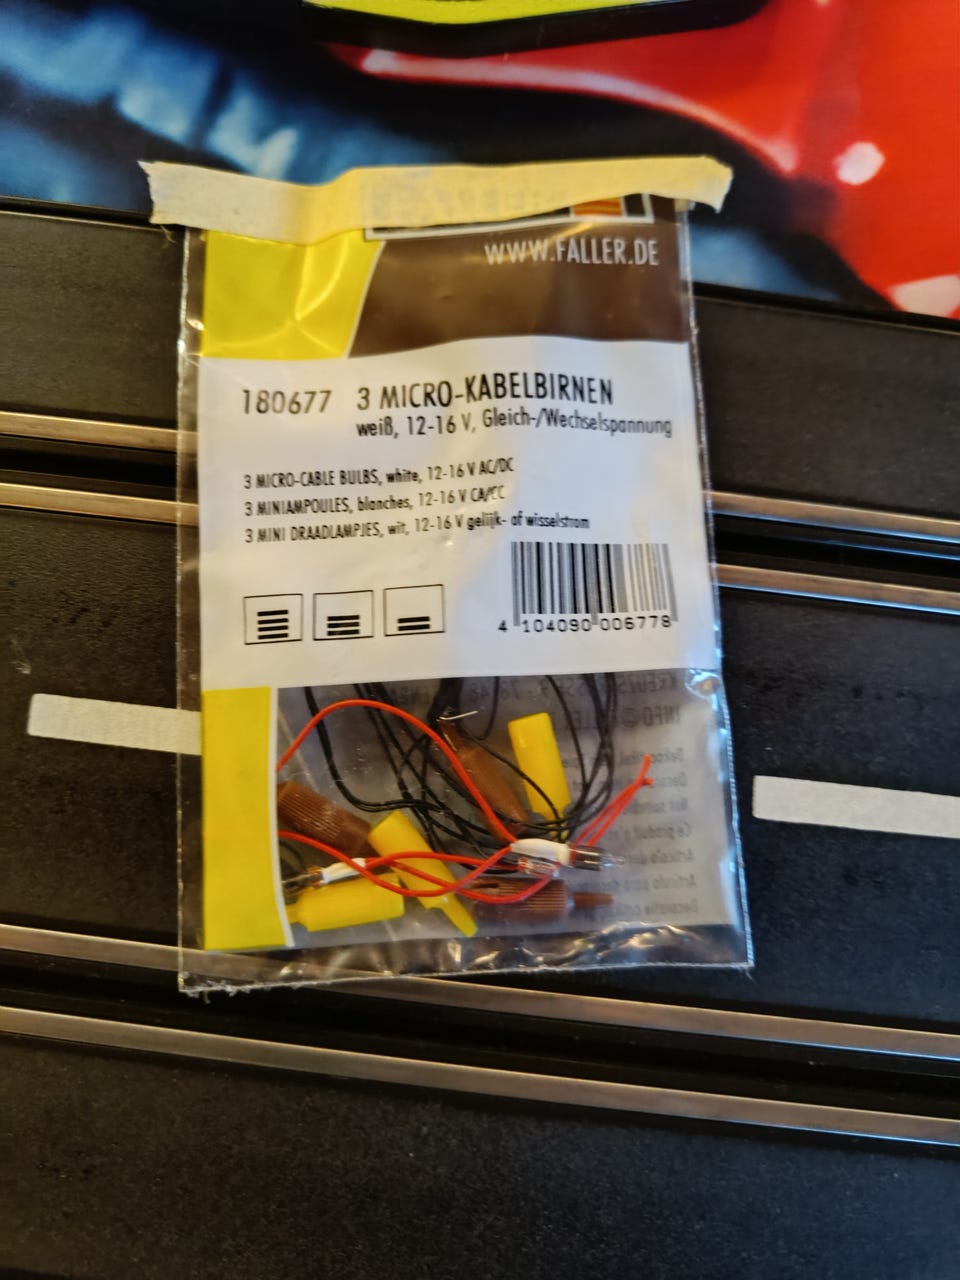 WWW.FALLER.DE
180677 3 MICRO-KABELBIRNEN
weiß, 12-16 V, Gleich-/Wechselspannung
3 MICRO-CABLE BULBS, white, 12-16 V AC/DC
3 MINIAMPOULES, blanches, 12-16 V CA/CC
3 MINI DRAADLAMPJES, wit, 12-16 V gelijk- of wisselstrom
4 104090 006778